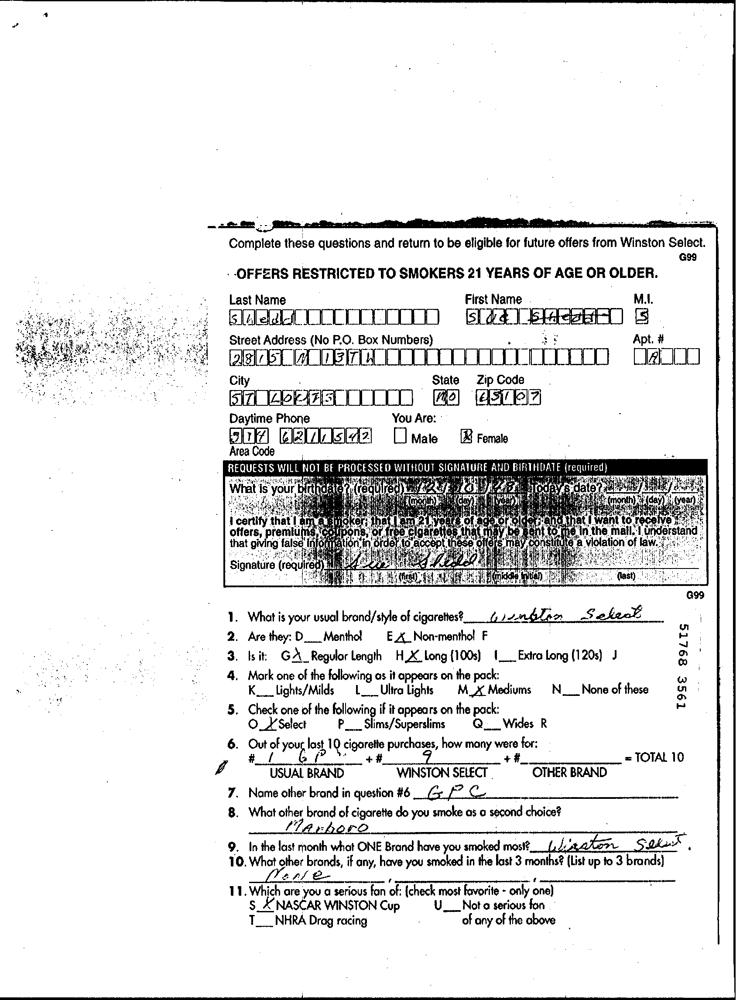 Complete these questions and return to be eligible for future offers from Winston Select.
G99
OFFERS RESTRICTED TO SMOKERS 21 YEARS OF AGE OR OLDER.
Last Name First Name M.I.
Sue S
Street Address (No P.O. Box Numbers) Apt. #
2815 N 13TH A
City State Zip Code
MO 63107
Daytime Phone You Are:
314 6211542 Male X Female
Area Code
REQUESTS WILL NOT BE PROCESSED WITHOUT SIGNATURE AND BIRTHDATE (required)
What is your birthdate? (required) Today's date?
(month) (day) (year) (month) (day) (year)
I certify that I am a smoker; that I am 21 years of age or older; and that I want to receive
offers, premiums, coupons, or free cigarettes that may be sent to me in the mail. I understand
that giving false information in order to accept these offers may constitute a violation of law.
Signature (required) Sue
(first) (middle initial) (last)
G99
1. What is your usual brand/style of cigarettes? Winston Select
2. Are they: D Menthol E X Non-menthol F
3. Is it: G X Regular Length H X Long (100s) I Extra Long (120s) J
4. Mark one of the following as it appears on the pack:
K Lights/Milds L Ultra Lights M X Mediums N None of these
5. Check one of the following if it appears on the pack:
O X Select P Slims/Superslims Q Wides R
6. Out of your last 10 cigarette purchases, how many were for:
# 1 GP + # 9 + # = TOTAL 10
USUAL BRAND WINSTON SELECT OTHER BRAND
7. Name other brand in question #6 GPC
8. What other brand of cigarette do you smoke as a second choice?
Marboro
9. In the last month what ONE Brand have you smoked most? Winston Select.
10. What other brands, if any, have you smoked in the last 3 months? (List up to 3 brands)
None , ,
11. Which are you a serious fan of: (check most favorite - only one)
S X NASCAR WINSTON Cup U Not a serious fan
T NHRA Drag racing of any of the above
51768 3561